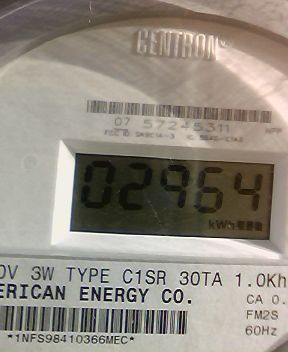 CENTRON
07 57245311
02964
kWh
0V 3W TYPE C1SR 30TA 1.0Kh
ERICAN ENERGY CO.
CA 0.
FM2S
60Hz
*1NFS98410366MEC*